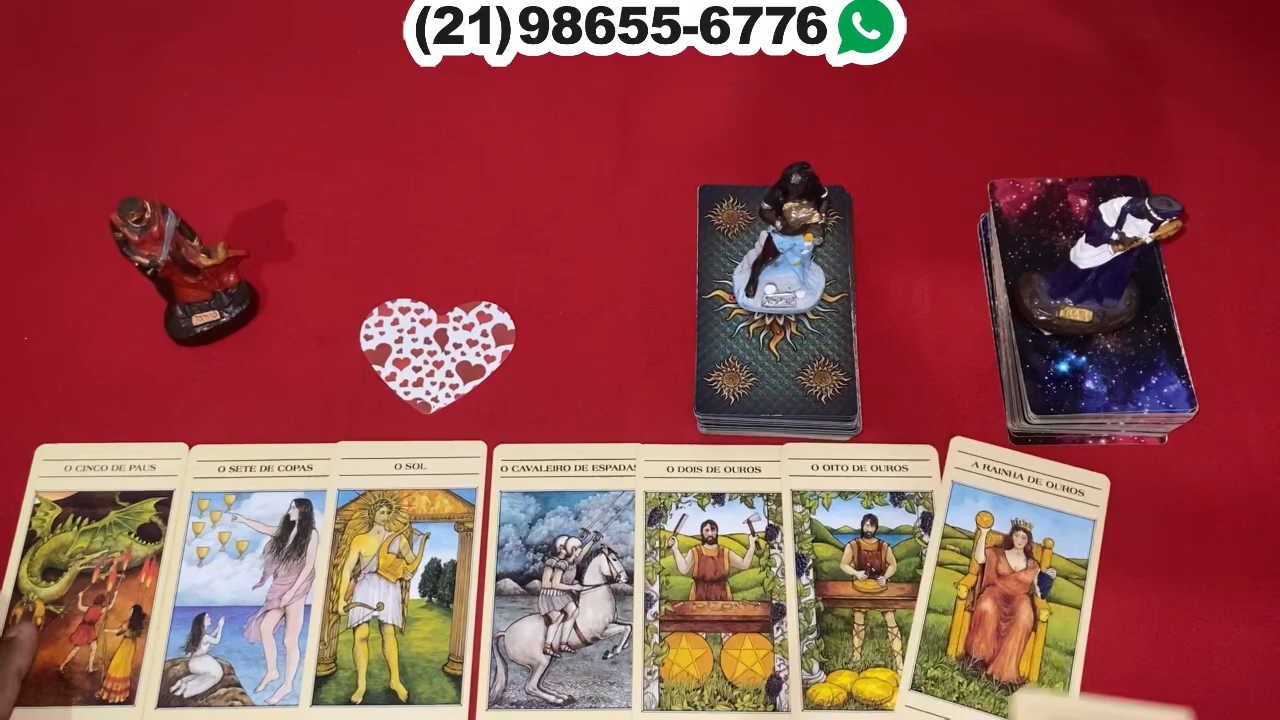 (21)98655-6776
O CINCO DE PAUS
O SETE DE COPAS
O SOL
O CAVALEIRO DE ESPADAS
O DOIS DE OUROS
O OITO DE OUROS
A RAINHA DE OUROS